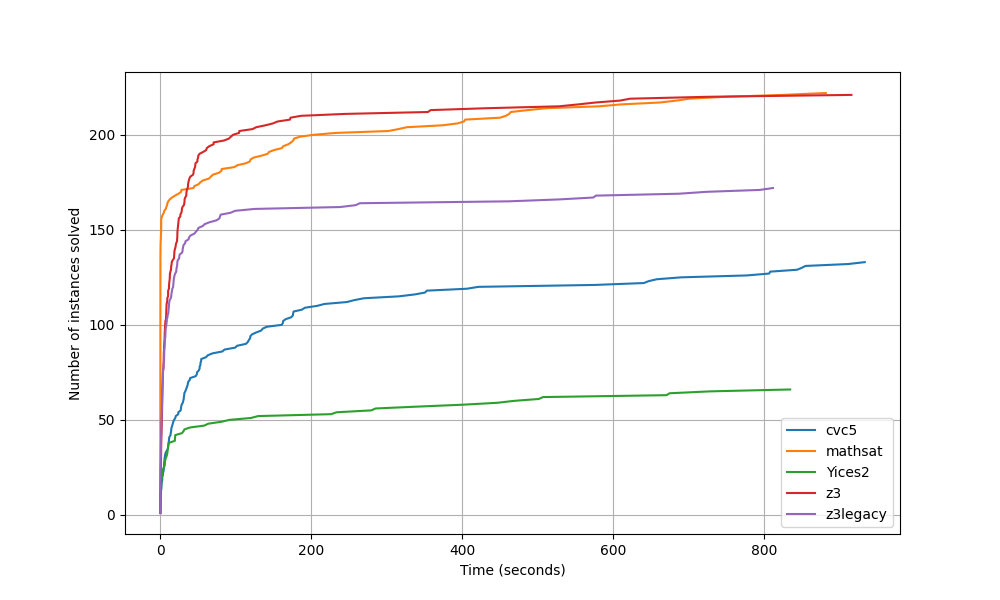 200
150
100
50
0
Number of instances solved
0 200 400 600 800
Time (seconds)
cvc5
mathsat
Yices2
z3
z3legacy